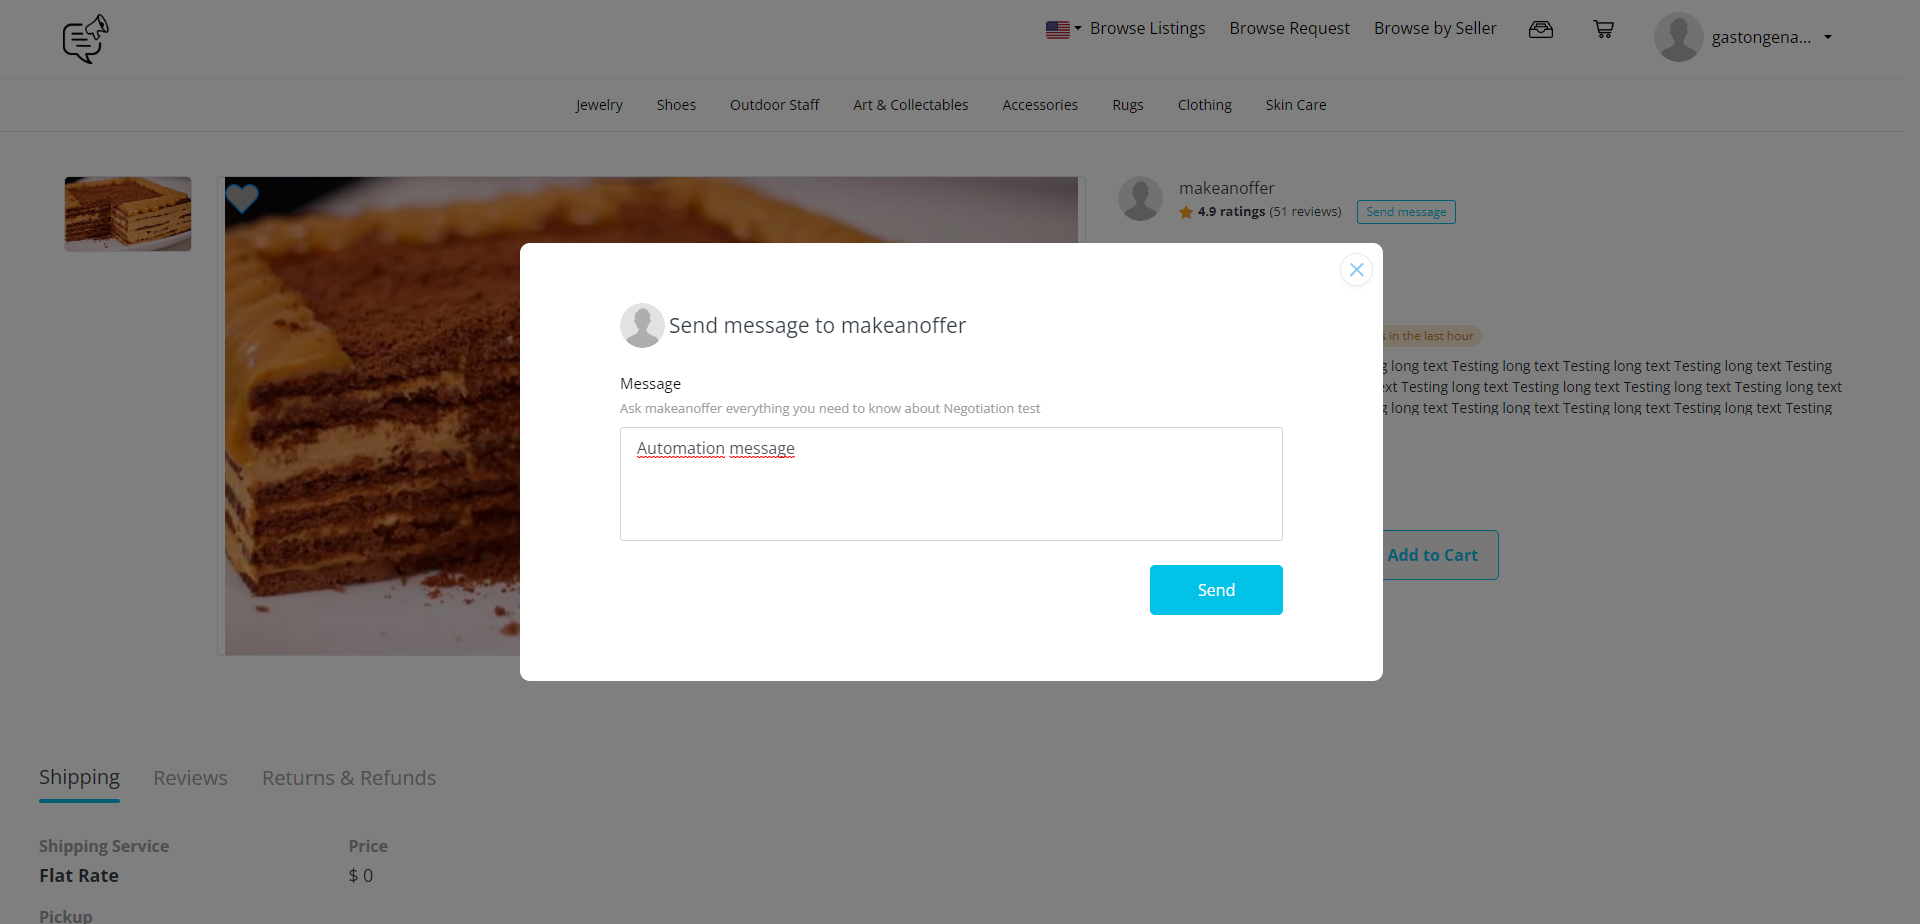 Browse Listings Browse Request Browse by Seller gastongena...
Jewelry Shoes Outdoor Staff Art & Collectables Accessories Rugs Clothing Skin Care
makeanoffer
4.9 ratings (51 reviews) Send message
Send message to makeanoffer
in the last hour
long text Testing long text Testing long text Testing long text Testing
Testing long text Testing long text Testing long text Testing long text
long text Testing long text Testing long text Testing long text Testing
Message
Ask makeanoffer everything you need to know about Negotiation test
Automation message
Add to Cart
Send
Shipping Reviews Returns & Refunds
Shipping Service Price
Flat Rate $ 0
Pickup